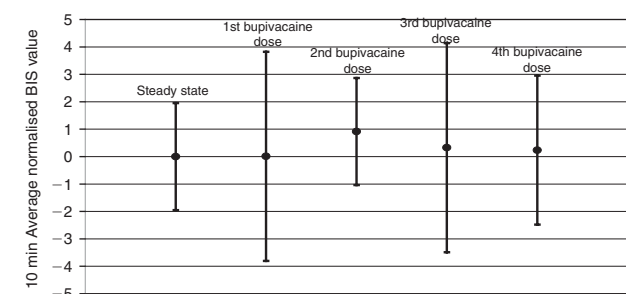 10 min Average normalised BIS value
5
4
3
2
1
0
−1
−2
−3
−4
−5
Steady state
1st bupivacaine
dose
2nd bupivacaine
dose
3rd bupivacaine
dose
4th bupivacaine
dose